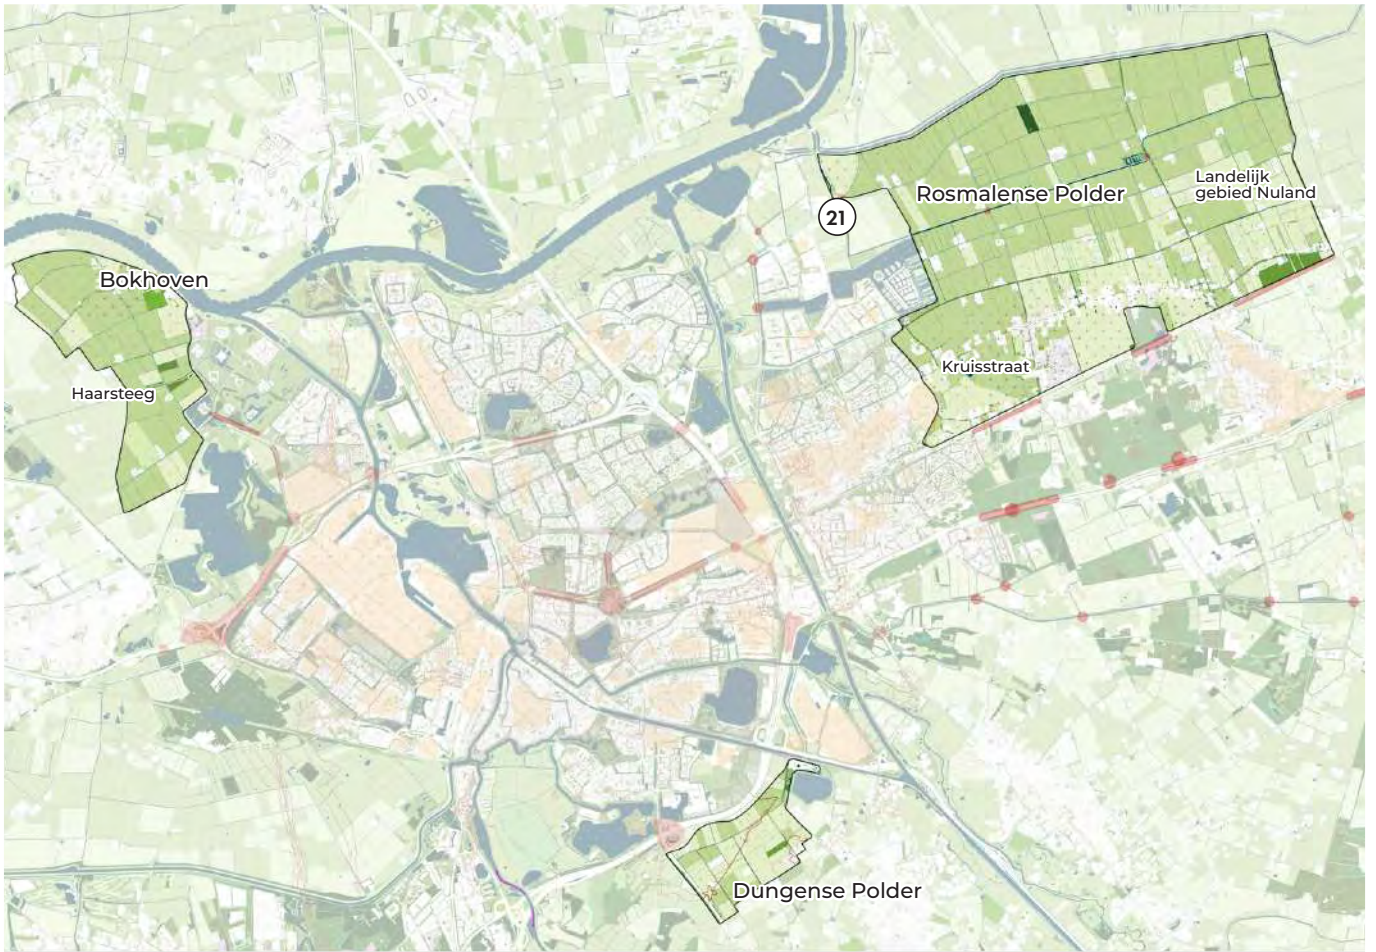 Rosmalense Polder
Landelijk
gebied Nuland
21
Bokhoven
Kruisstraat
Haarsteeg
Dungense Polder